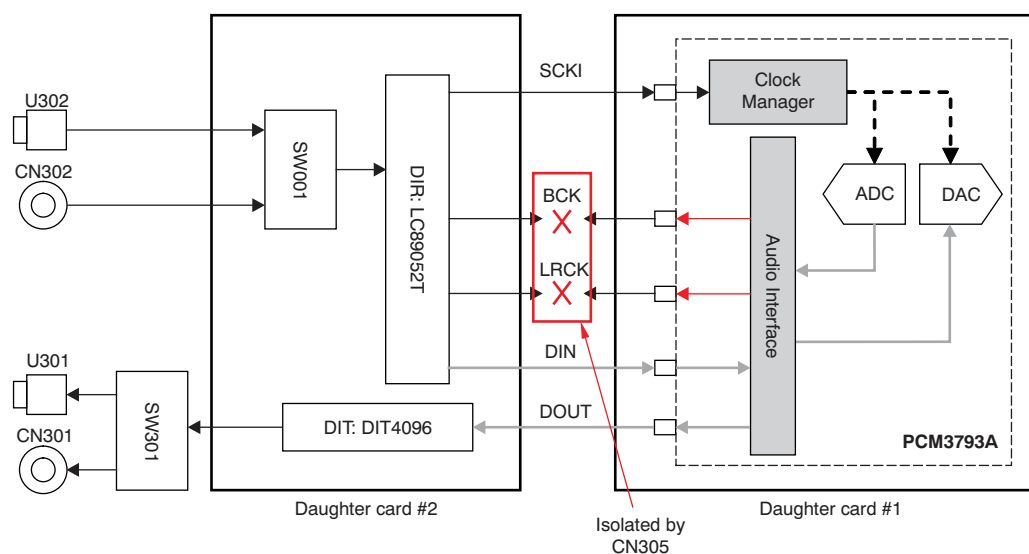 SCKI
Clock
Manager
U302
CN302
SW001
DIR: LC89052T
BCK
LRCK
ADC
DAC
Audio Interface
DIN
DOUT
U301
CN301
SW301
DIT: DIT4096
PCM3793A
Daughter card #2
Daughter card #1
Isolated by
CN305